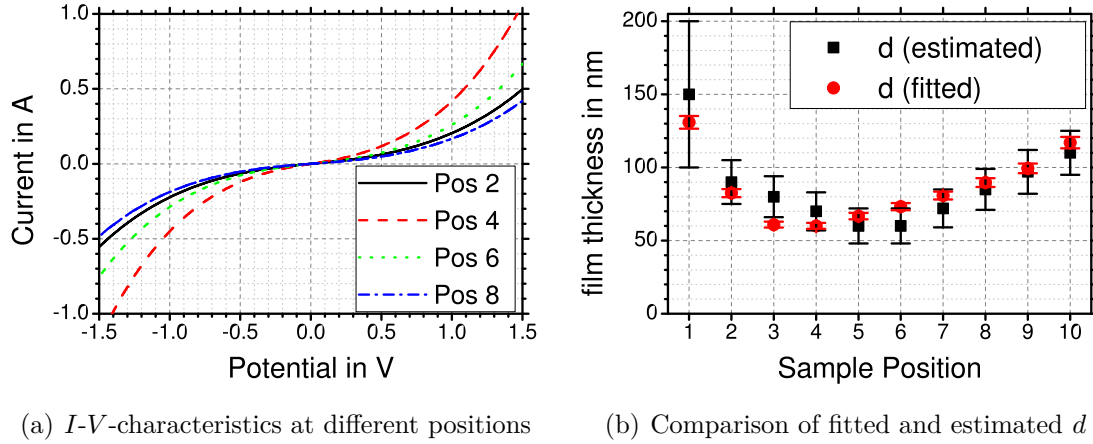 1.0
0.5
0.0
-0.5
-1.0
Current in A
-1.5 -1.0 -0.5 0.0 0.5 1.0 1.5
Potential in V
Pos 2
Pos 4
Pos 6
Pos 8
(a) I-V-characteristics at different positions
200
150
100
50
0
film thickness in nm
d (estimated)
d (fitted)
1 2 3 4 5 6 7 8 9 10
Sample Position
(b) Comparison of fitted and estimated d